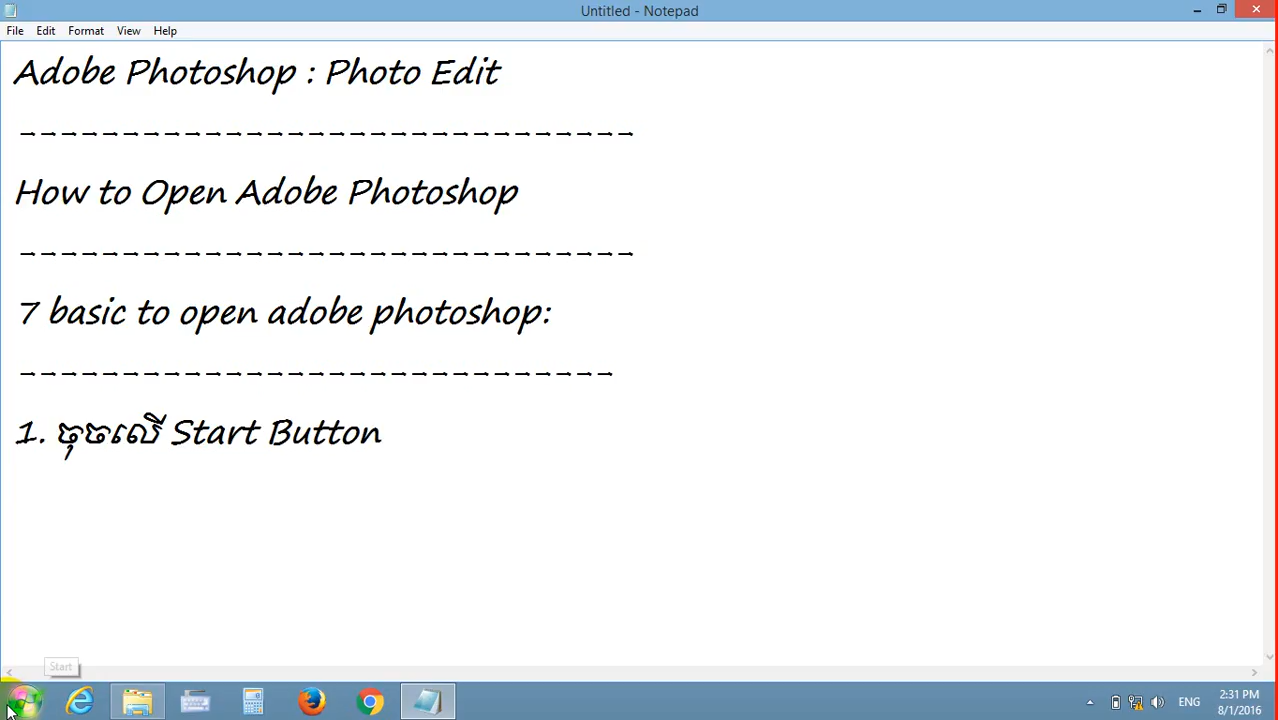 Untitled - Notepad
File Edit Format View Help
Adobe Photoshop : Photo Edit
------------------------------
How to Open Adobe Photoshop
------------------------------
7 basic to open adobe photoshop:
-----------------------------
1. ចុចលើ Start Button
Start
ENG
2:31 PM
8/1/2016